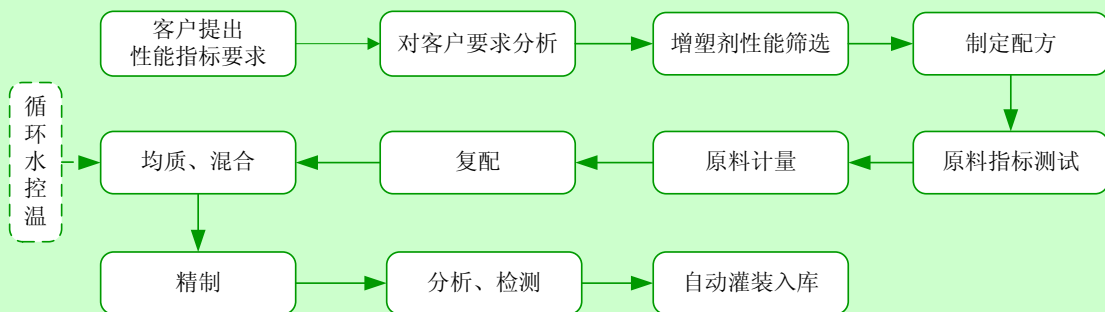 客户提出
性能指标要求
对客户要求分析
增塑剂性能筛选
制定配方
循
环
水
控
温
均质、混合
复配
原料计量
原料指标测试
精制
分析、检测
自动灌装入库